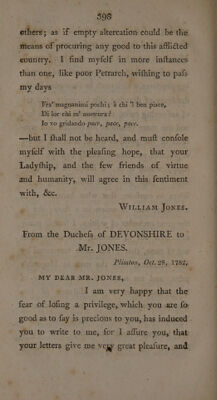 398
others; as if empty altercation could be the
means of procuring any good to this afflicted
country. I find myſelf in more inſtances
than one, like poor Petrarch, wiſhing to paſs
my days
Fra' magnanimi pochi; à chi 'l ben piace,
Di lor chi m' assecura?
Io vo gridando pace, pace, pace.
—but I ſhall not be heard, and muſt conſole
myſelf with the pleaſing hope, that your
Ladyſhip, and the few friends of virtue
and humanity, will agree in this ſentiment
with, &c.
WILLIAM JONES.
From the Ducheſs of DEVONSHIRE to
Mr. JONES.
Plimton, Oct. 28, 1782.
MY DEAR MR. JONES,
I am very happy that the
fear of loſing a privilege, which you are ſo
good as to ſay is precious to you, has induced
you to write to me, for I aſſure you, that
your letters give me very great pleaſure, and